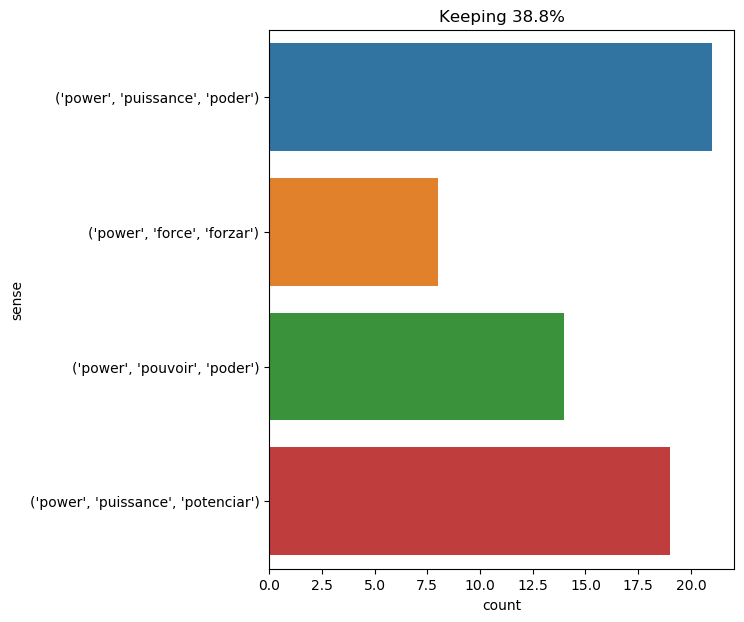 Keeping 38.8%
('power', 'puissance', 'poder')
('power', 'force', 'forzar')
('power', 'pouvoir', 'poder')
('power', 'puissance', 'potenciar')
sense
0.0 2.5 5.0 7.5 10.0 12.5 15.0 17.5 20.0
count